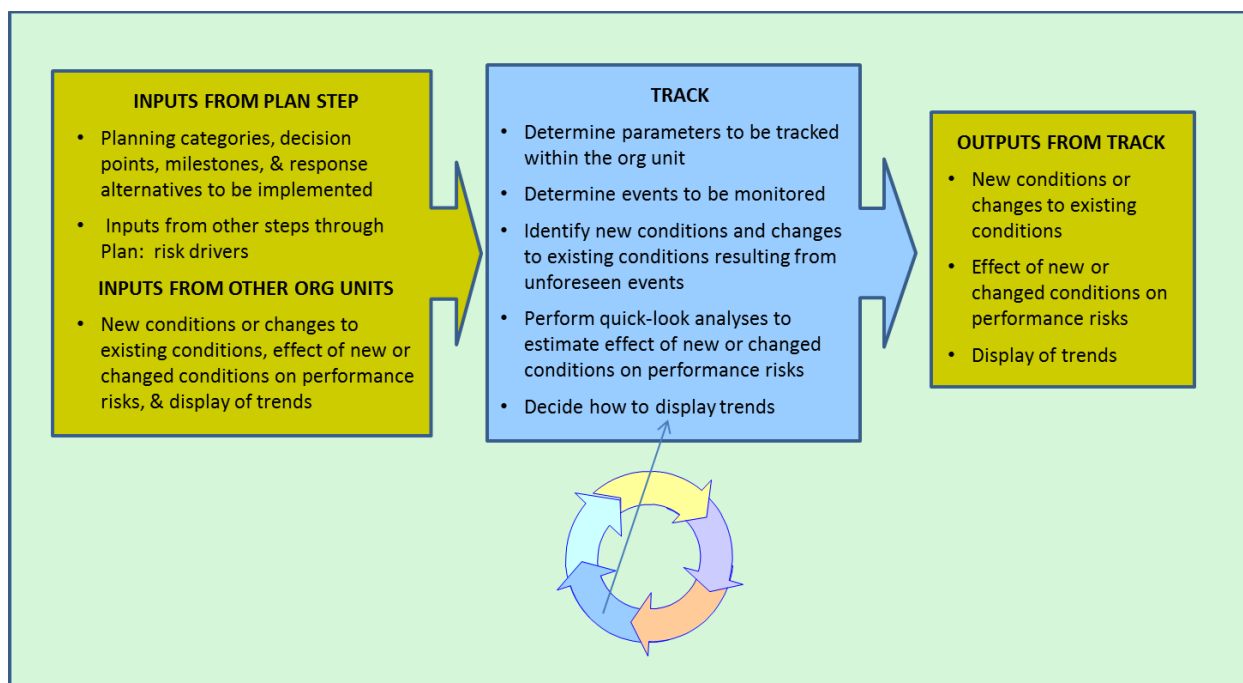 INPUTS FROM PLAN STEP
• Planning categories, decision
points, milestones, & response
alternatives to be implemented
• Inputs from other steps through
Plan: risk drivers
INPUTS FROM OTHER ORG UNITS
• New conditions or changes to
existing conditions, effect of new or
changed conditions on performance
risks, & display of trends
TRACK
• Determine parameters to be tracked
within the org unit
• Determine events to be monitored
• Identify new conditions and changes
to existing conditions resulting from
unforeseen events
• Perform quick-look analyses to
estimate effect of new or changed
conditions on performance risks
• Decide how to display trends
OUTPUTS FROM TRACK
• New conditions or
changes to existing
conditions
• Effect of new or
changed conditions on
performance risks
• Display of trends